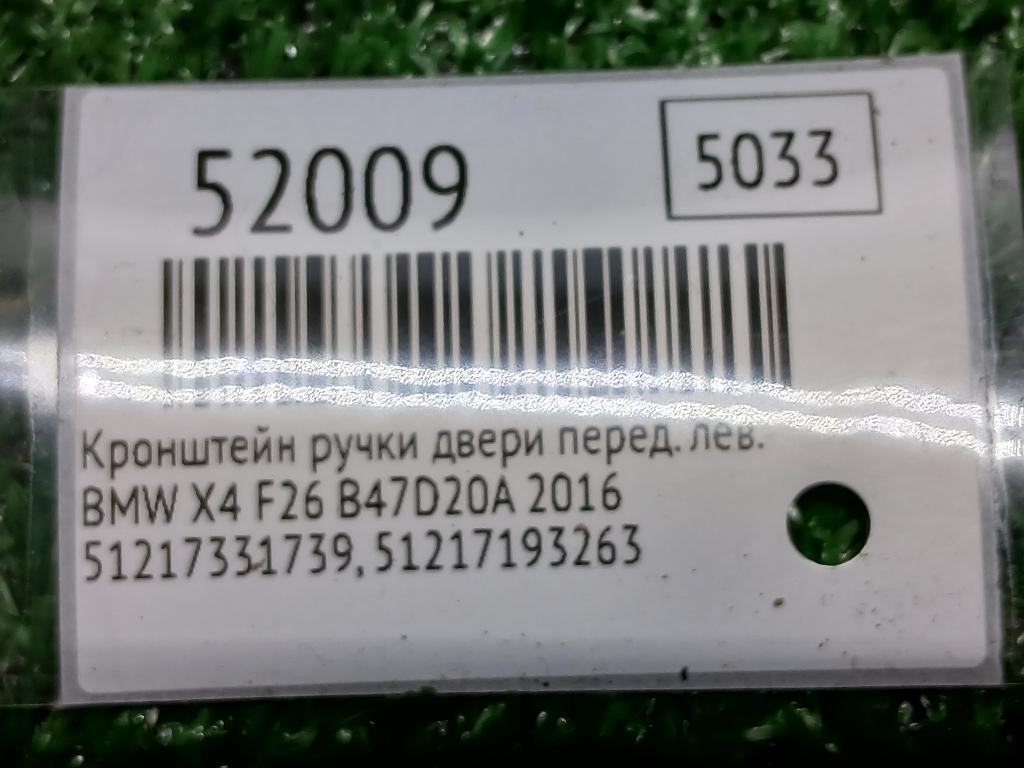 52009
5033
Кронштейн ручки двери перед. лев.
BMW X4 F26 B47D20A 2016
51217331739, 51217193263